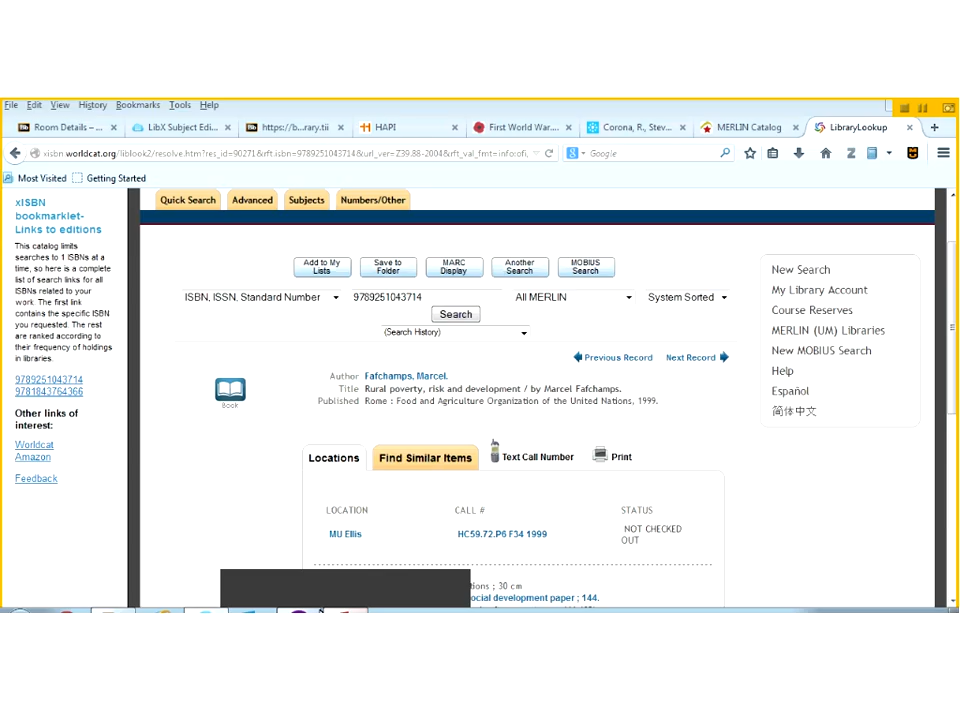 File Edit View History Bookmarks Tools Help
Room Details – ... × LibX Subject Edi... × https://b...rary.tii × HAPI × First World War.... × Corona, R., Stev... × MERLIN Catalog × LibraryLookup × +
xisbn.worldcat.org/liblook2/resolve.htm?res_id=90271&rft.isbn=9789251043714&url_ver=Z39.88-2004&rft_val_fmt=info:ofi, Google
Most Visited Getting Started
xISBN
bookmarklet-
Links to editions
This catalog limits
searches to 1 ISBNs at a
time, so here is a complete
list of search links for all
ISBNs related to your
work. The first link
contains the specific ISBN
you requested. The rest
are ranked according to
their frequency of holdings
in libraries.
9789251043714
9781843764366
Other links of
interest:
Worldcat
Amazon
Feedback
Quick Search Advanced Subjects Numbers/Other
Add to My
Lists
Save to
Folder
MARC
Display
Another
Search
MOBIUS
Search
ISBN, ISSN, Standard Number 9789251043714 All MERLIN System Sorted
Search
(Search History)
Previous Record Next Record
Book
Author Fafchamps, Marcel.
Title Rural poverty, risk and development / by Marcel Fafchamps.
Published Rome : Food and Agriculture Organization of the United Nations, 1999.
Locations Find Similar Items Text Call Number Print
LOCATION CALL # STATUS
MU Ellis HC59.72.P6 F34 1999 NOT CHECKED
OUT
tions ; 30 cm
ocial development paper ; 144.
New Search
My Library Account
Course Reserves
MERLIN (UM) Libraries
New MOBIUS Search
Help
Español
简体中文